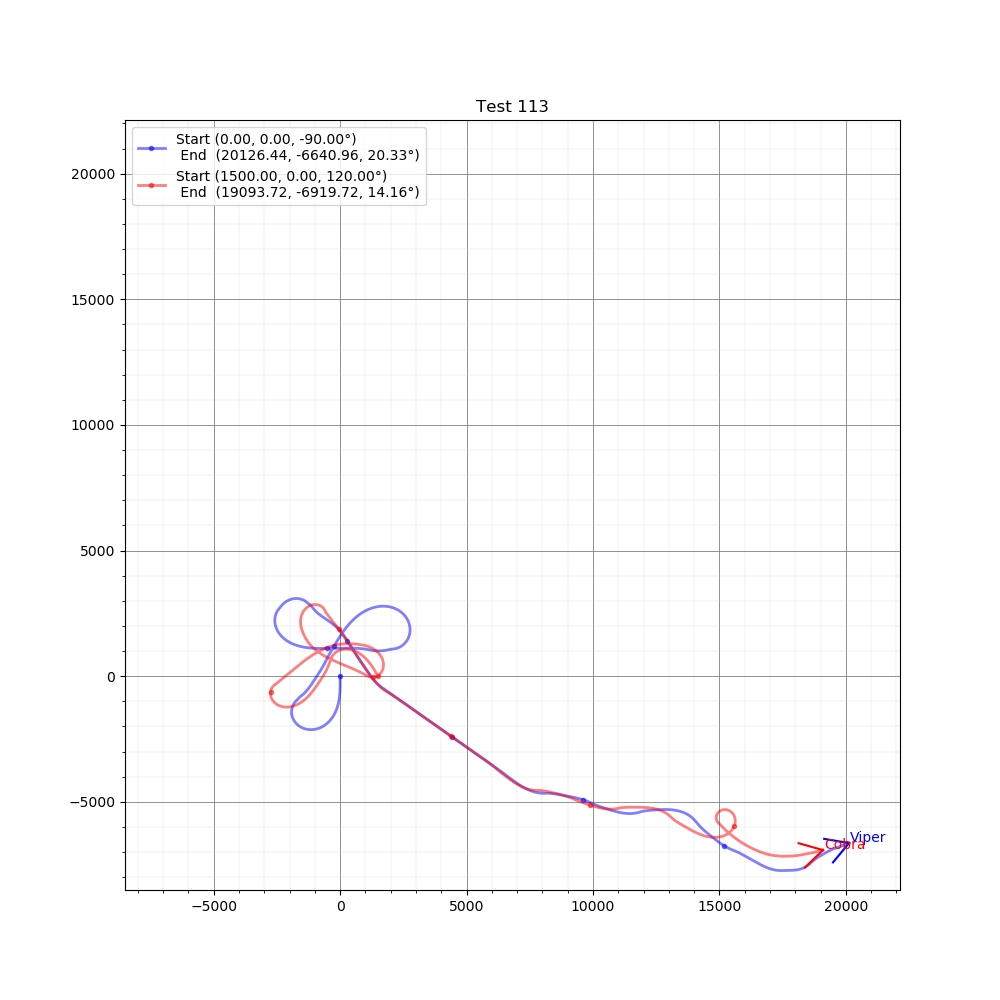 Test 113
Start (0.00, 0.00, -90.00°)
End  (20126.44, -6640.96, 20.33°)
Start (1500.00, 0.00, 120.00°)
End  (19093.72, -6919.72, 14.16°)
20000
15000
10000
5000
0
−5000
Viper
Cobra
−5000
0
5000
10000
15000
20000